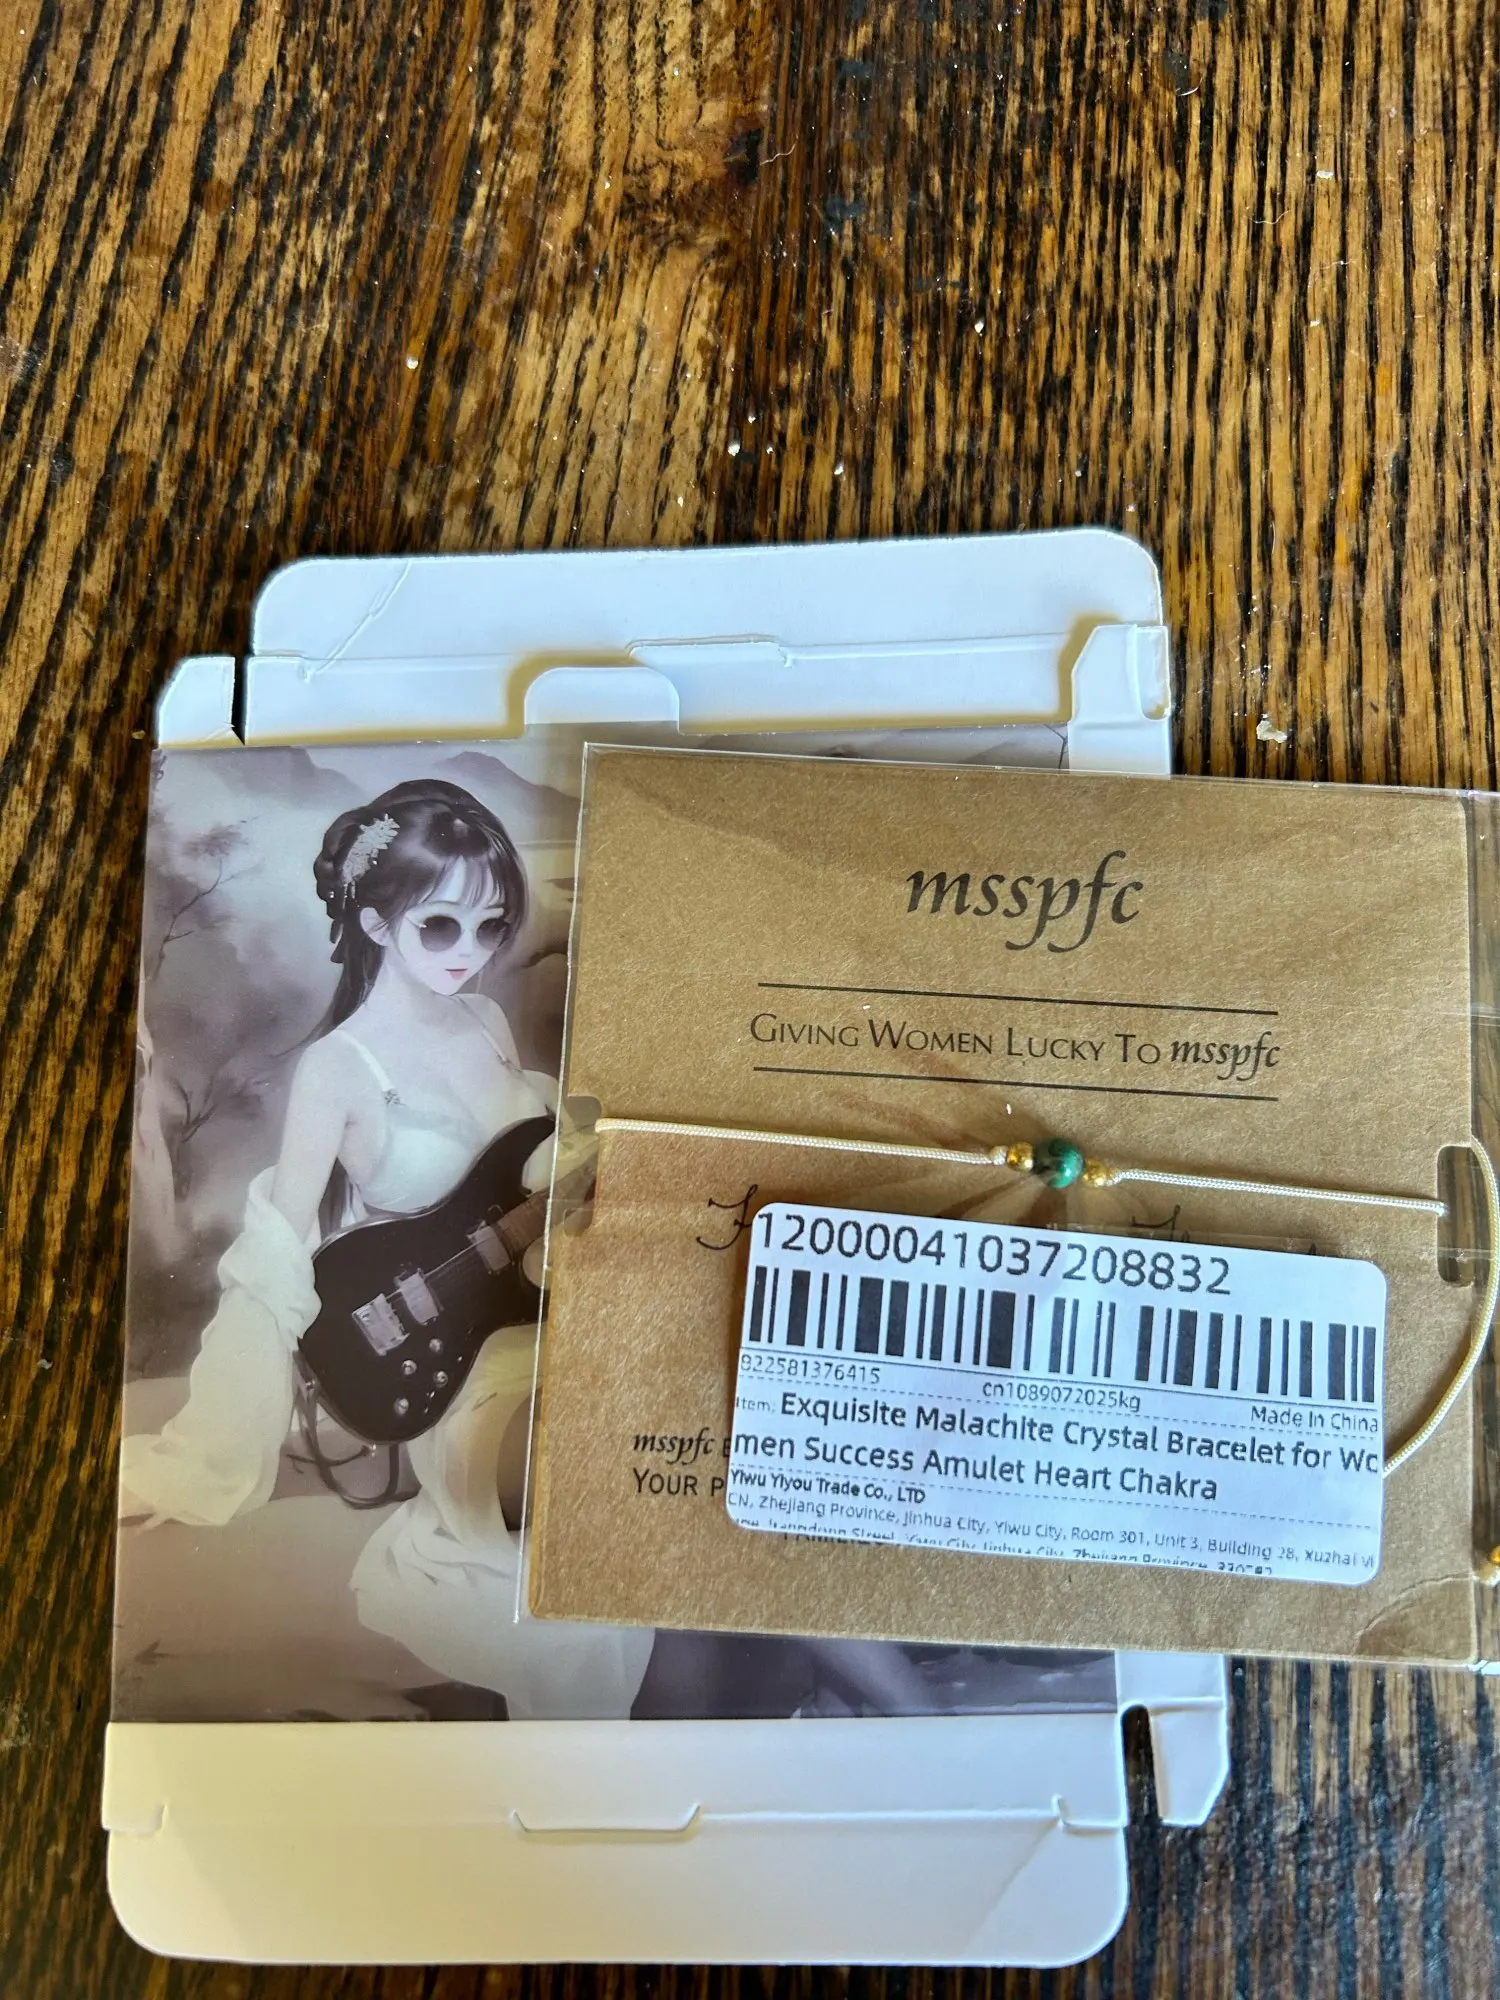 msspfc
GIVING WOMEN LUCKY TO msspfc
12000041037208832
822581376415
cn1089072025kg
Made In China
Item: Exquisite Malachite Crystal Bracelet for Wo
men Success Amulet Heart Chakra
Yiwu Yiyou Trade Co., LTD
CN, Zhejiang Province, Jinhua City, Yiwu City, Room 301, Unit 3, Building 28, Xuzhai Vi
msspfc
YOUR P